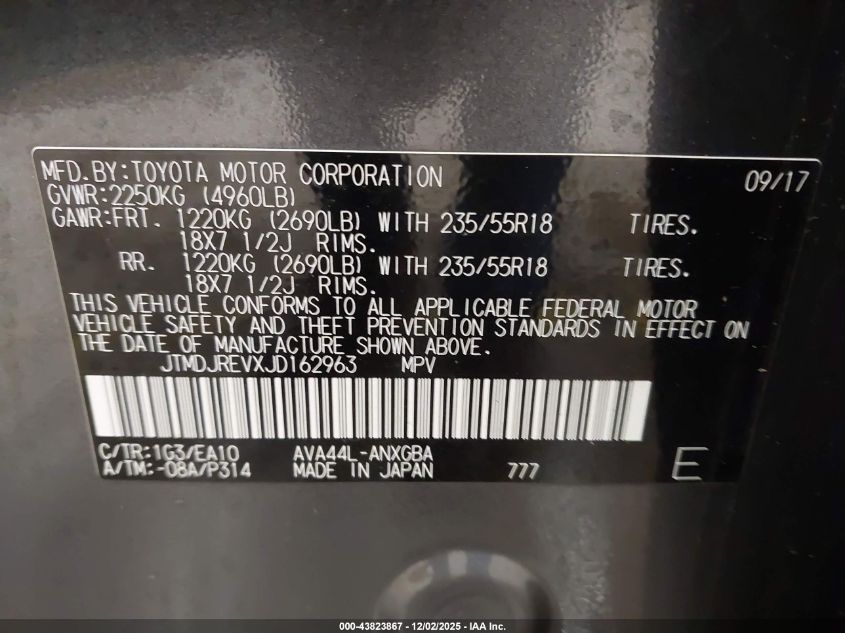 MFD.BY:TOYOTA MOTOR CORPORATION 09/17
GVWR:2250KG (4960LB)
GAWR:FRT. 1220KG (2690LB) WITH 235/55R18 TIRES.
18X7 1/2J RIMS.
RR. 1220KG (2690LB) WITH 235/55R18 TIRES.
18X7 1/2J RIMS.
THIS VEHICLE CONFORMS TO ALL APPLICABLE FEDERAL MOTOR
VEHICLE SAFETY AND THEFT PREVENTION STANDARDS IN EFFECT ON
THE DATE OF MANUFACTURE SHOWN ABOVE.
JTMDJREVXJD162963 MPV
C/TR:1G3/EA10 AVA44L-ANXGBA
A/TM:-08A/P314 MADE IN JAPAN 777 E
000-43823867 - 12/02/2025 - IAA Inc.